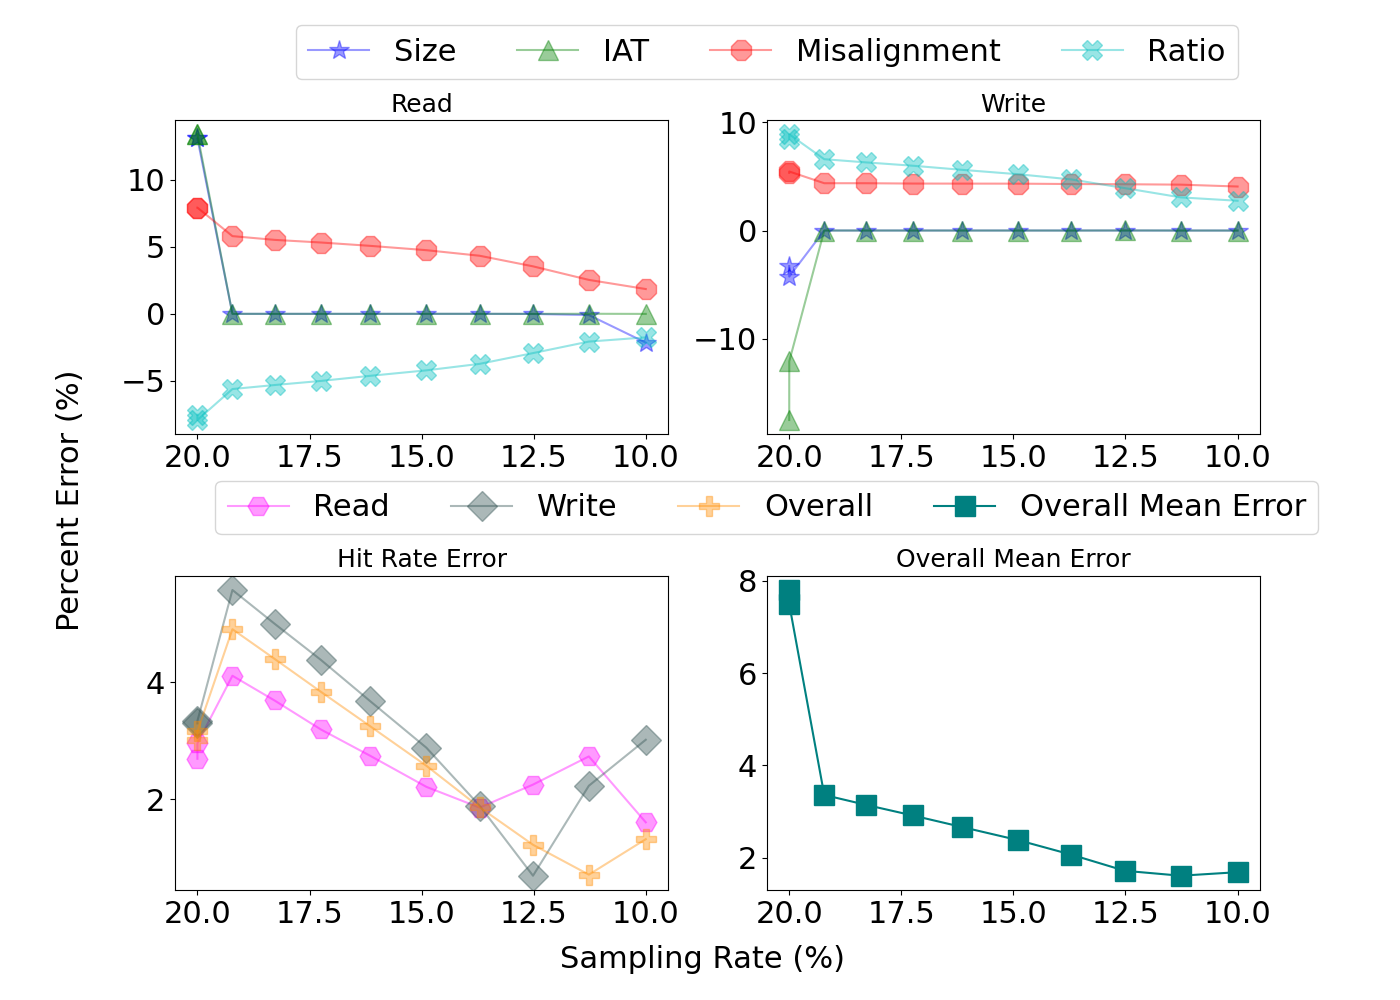 Size IAT Misalignment Ratio
Read Write
10
5
0
−5
10
0
−10
20.0 17.5 15.0 12.5 10.0
20.0 17.5 15.0 12.5 10.0
Percent Error (%)
Read Write Overall Overall Mean Error
Hit Rate Error Overall Mean Error
4
2
8
6
4
2
20.0 17.5 15.0 12.5 10.0
20.0 17.5 15.0 12.5 10.0
Sampling Rate (%)